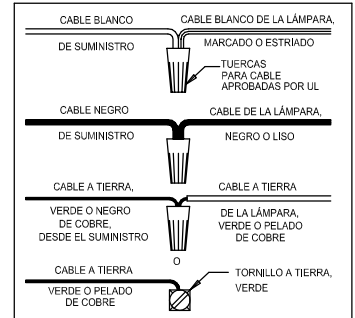 CABLE BLANCO
CABLE BLANCO DE LA LÁMPARA,
DE SUMINISTRO
MARCADO O ESTRIADO
TUERCAS
PARA CABLE
APROBADAS POR UL
CABLE NEGRO
CABLE DE LA LÁMPARA,
DE SUMINISTRO
NEGRO O LISO
CABLE A TIERRA,
CABLE A TIERRA
VERDE O NEGRO
DE COBRE,
DESDE EL SUMINISTRO
DE LA LÁMPARA,
VERDE O PELADO
DE COBRE
O
CABLE A TIERRA
TORNILLO A TIERRA,
VERDE
VERDE O PELADO
DE COBRE